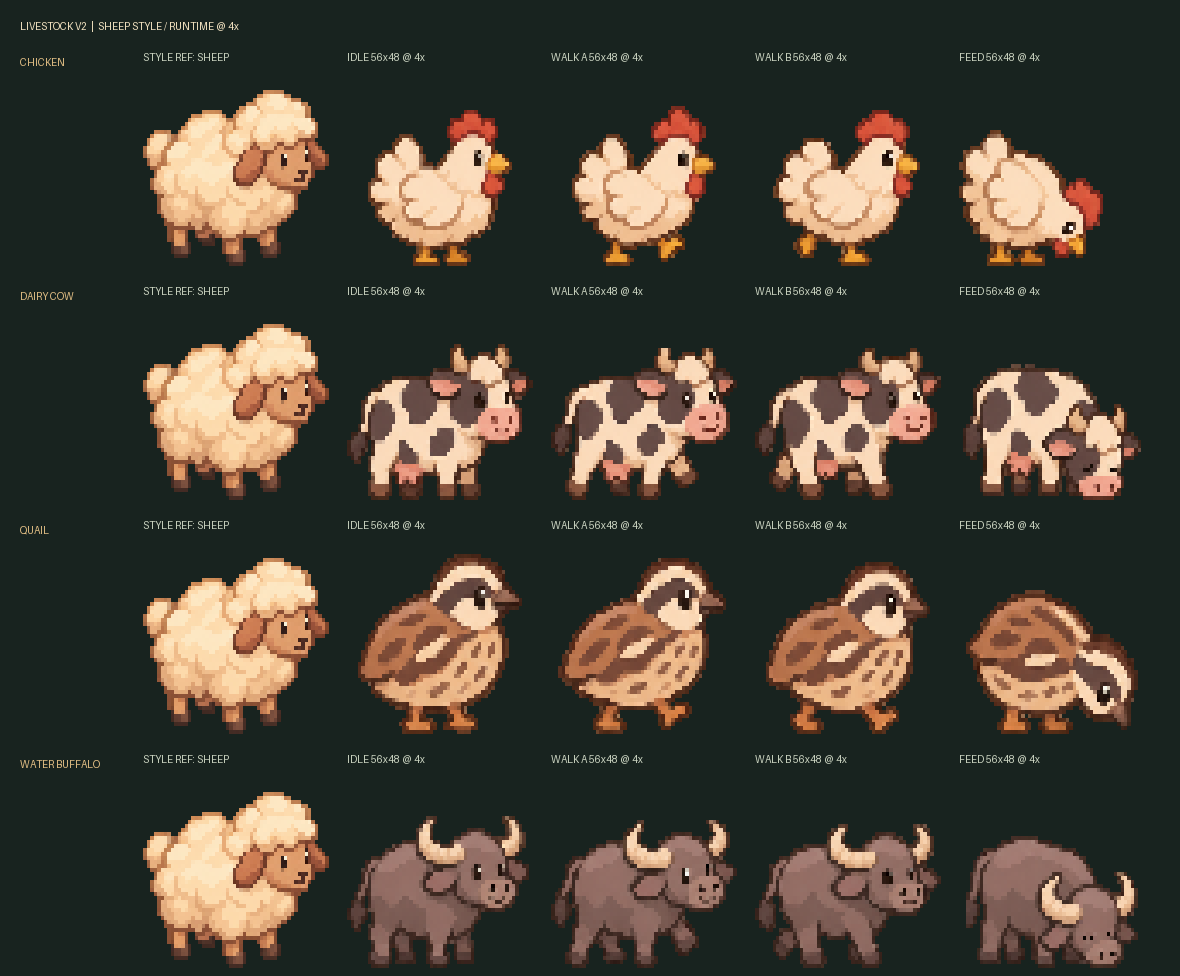 LIVESTOCK V2 | SHEEP STYLE / RUNTIME @ 4x
CHICKEN
STYLE REF: SHEEP
IDLE 56x48 @ 4x
WALK A 56x48 @ 4x
WALK B 56x48 @ 4x
FEED 56x48 @ 4x
DAIRY COW
STYLE REF: SHEEP
IDLE 56x48 @ 4x
WALK A 56x48 @ 4x
WALK B 56x48 @ 4x
FEED 56x48 @ 4x
QUAIL
STYLE REF: SHEEP
IDLE 56x48 @ 4x
WALK A 56x48 @ 4x
WALK B 56x48 @ 4x
FEED 56x48 @ 4x
WATER BUFFALO
STYLE REF: SHEEP
IDLE 56x48 @ 4x
WALK A 56x48 @ 4x
WALK B 56x48 @ 4x
FEED 56x48 @ 4x